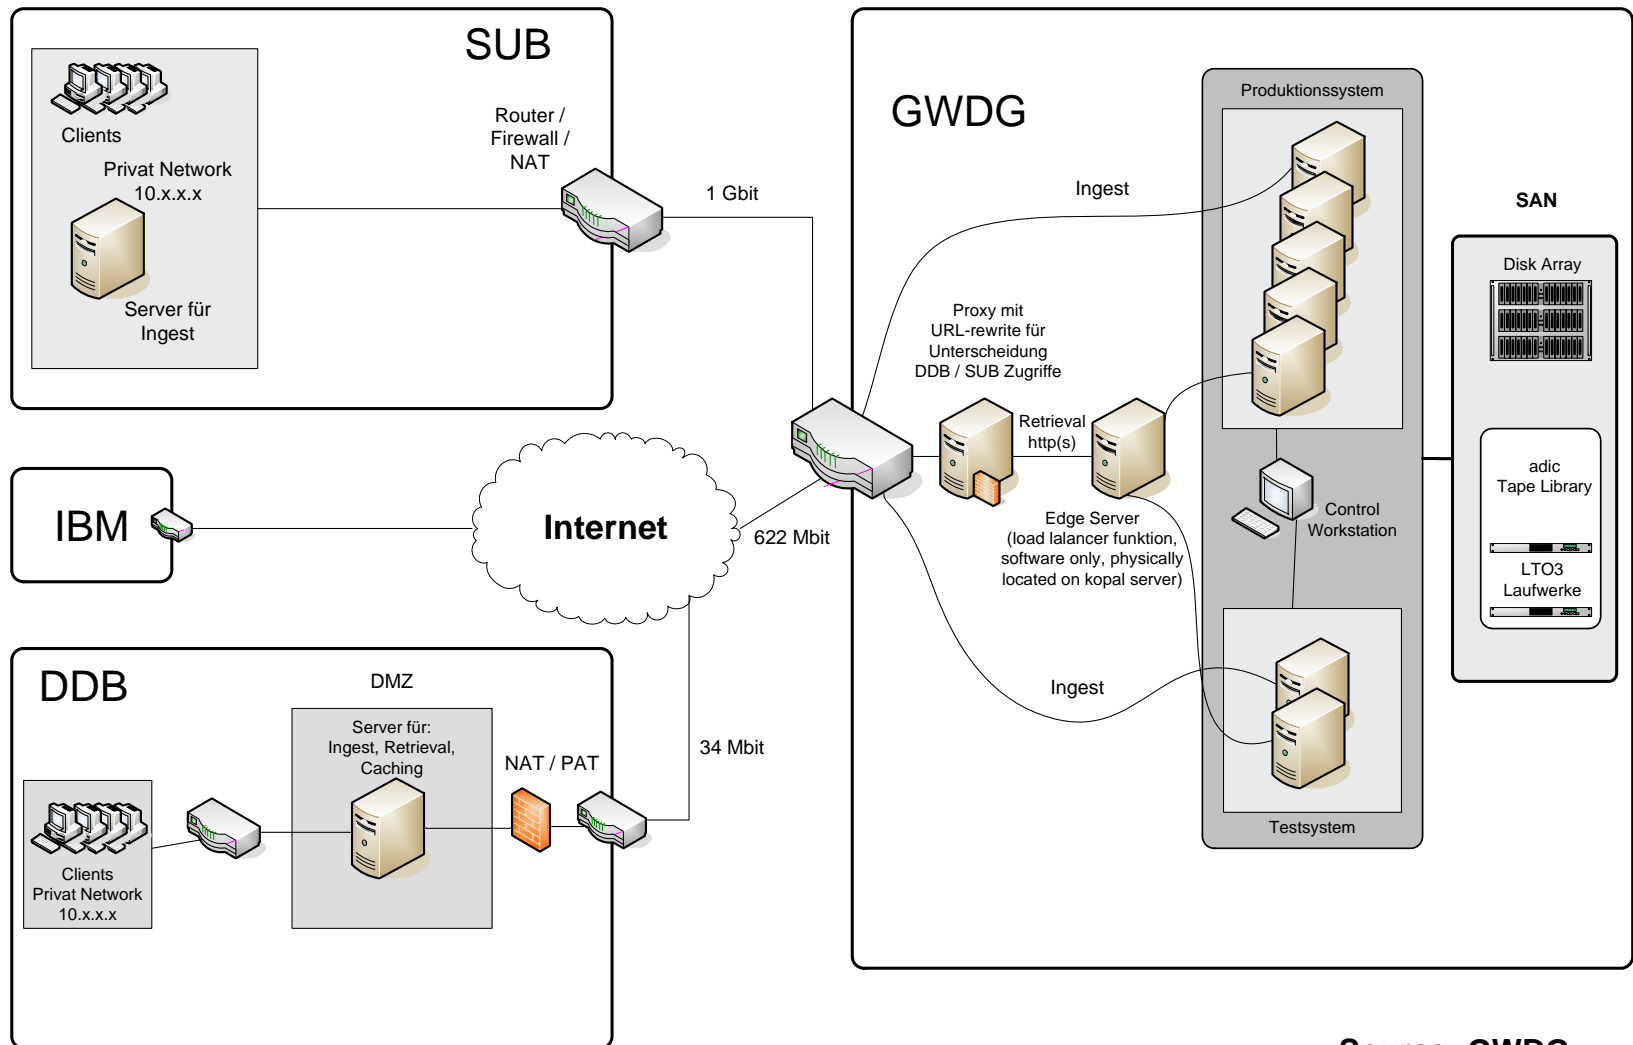 SUB
Clients
Privat Network
10.x.x.x
Server für
Ingest
Router /
Firewall /
NAT
1 Gbit
IBM
Internet
622 Mbit
DDB
DMZ
Server für:
Ingest, Retrieval,
Caching
NAT / PAT
34 Mbit
Clients
Privat Network
10.x.x.x
GWDG
Ingest
Proxy mit
URL-rewrite für
Unterscheidung
DDB / SUB Zugriffe
Retrieval
http(s)
Edge Server
(load lalancer funktion,
software only, physically
located on kopal server)
Ingest
Produktionssystem
Control
Workstation
Testsystem
SAN
Disk Array
adic
Tape Library
LTO3
Laufwerke
Source: GWDG